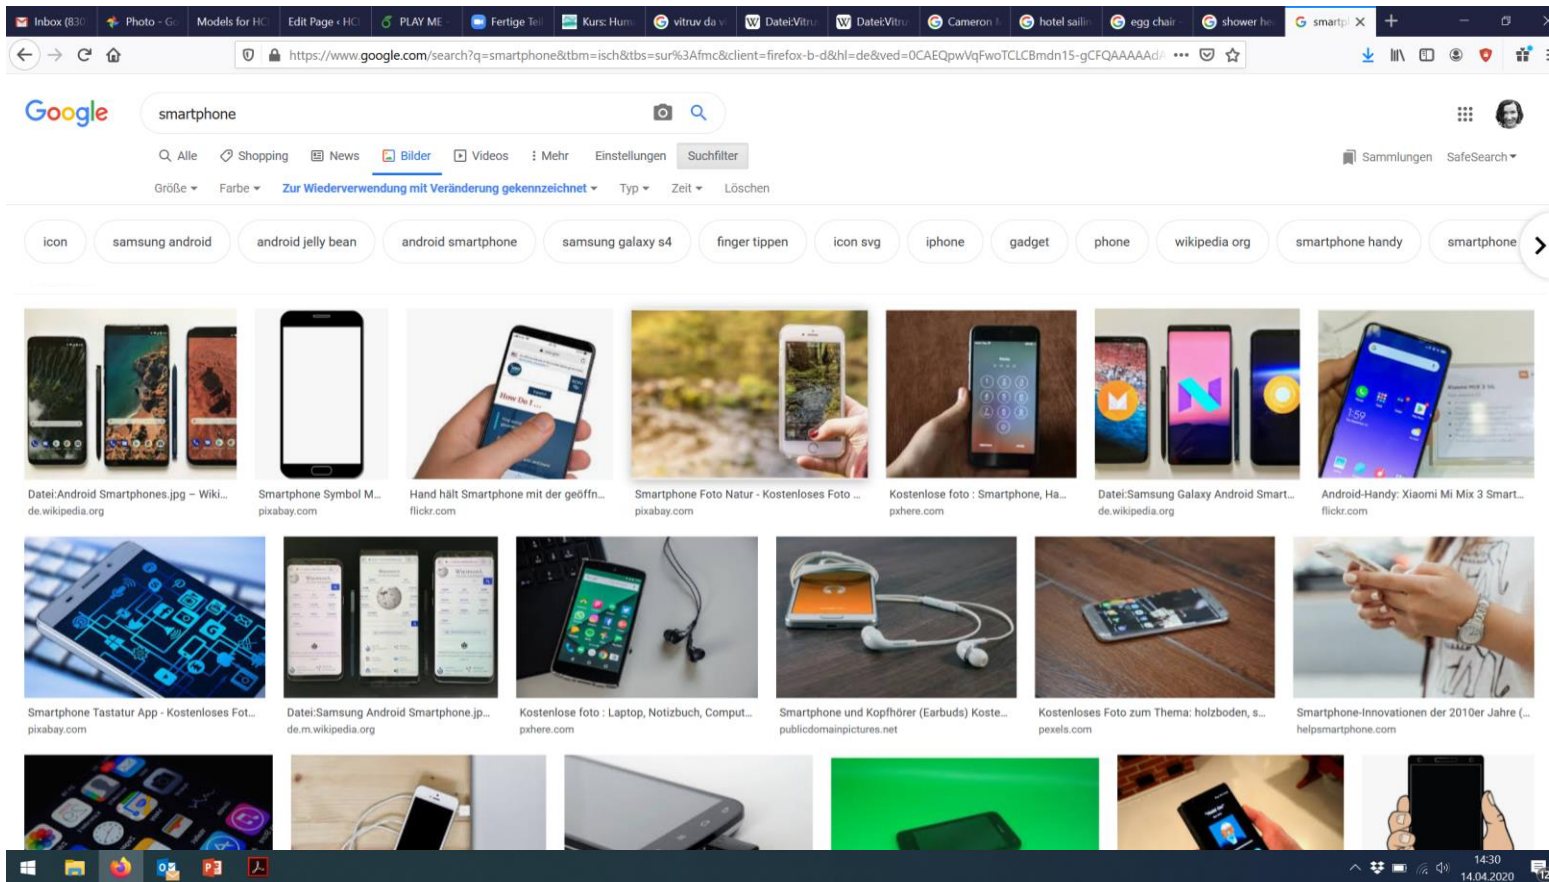 Inbox (830
Photo - Go
Models for HC
Edit Page ‹ HC
PLAY ME -
Fertige Teil
Kurs: Hum
vitruv da vi
Datei:Vitru
Datei:Vitru
Cameron
hotel sailin
egg chair -
shower he
smartp
https://www.google.com/search?q=smartphone&tbm=isch&tbs=sur%3Afmc&client=firefox-b-d&hl=de&ved=0CAEQpwVqFwoTCLCBmdn15-gCFQAAAAAdA
Google
smartphone
Alle
Shopping
News
Bilder
Videos
Mehr
Einstellungen
Suchfilter
Sammlungen
SafeSearch
Größe
Farbe
Zur Wiederverwendung mit Veränderung gekennzeichnet
Typ
Zeit
Löschen
icon
samsung android
android jelly bean
android smartphone
samsung galaxy s4
finger tippen
icon svg
iphone
gadget
phone
wikipedia org
smartphone handy
smartphone
How Do I ...
1:59
Datei:Android Smartphones.jpg – Wiki...
de.wikipedia.org
Smartphone Symbol M...
pixabay.com
Hand hält Smartphone mit der geöffn...
flickr.com
Smartphone Foto Natur - Kostenloses Foto ...
pixabay.com
Kostenlose foto : Smartphone, Ha...
pxhere.com
Datei:Samsung Galaxy Android Smart...
de.wikipedia.org
Android-Handy: Xiaomi Mi Mix 3 Smart...
flickr.com
Smartphone Tastatur App - Kostenloses Fot...
pixabay.com
Datei:Samsung Android Smartphone.jp...
de.m.wikipedia.org
Kostenlose foto : Laptop, Notizbuch, Comput...
pxhere.com
Smartphone und Kopfhörer (Earbuds) Koste...
publicdomainpictures.net
Kostenloses Foto zum Thema: holzboden, s...
pexels.com
Smartphone-Innovationen der 2010er Jahre (...
helpsmartphone.com
14:30
14.04.2020